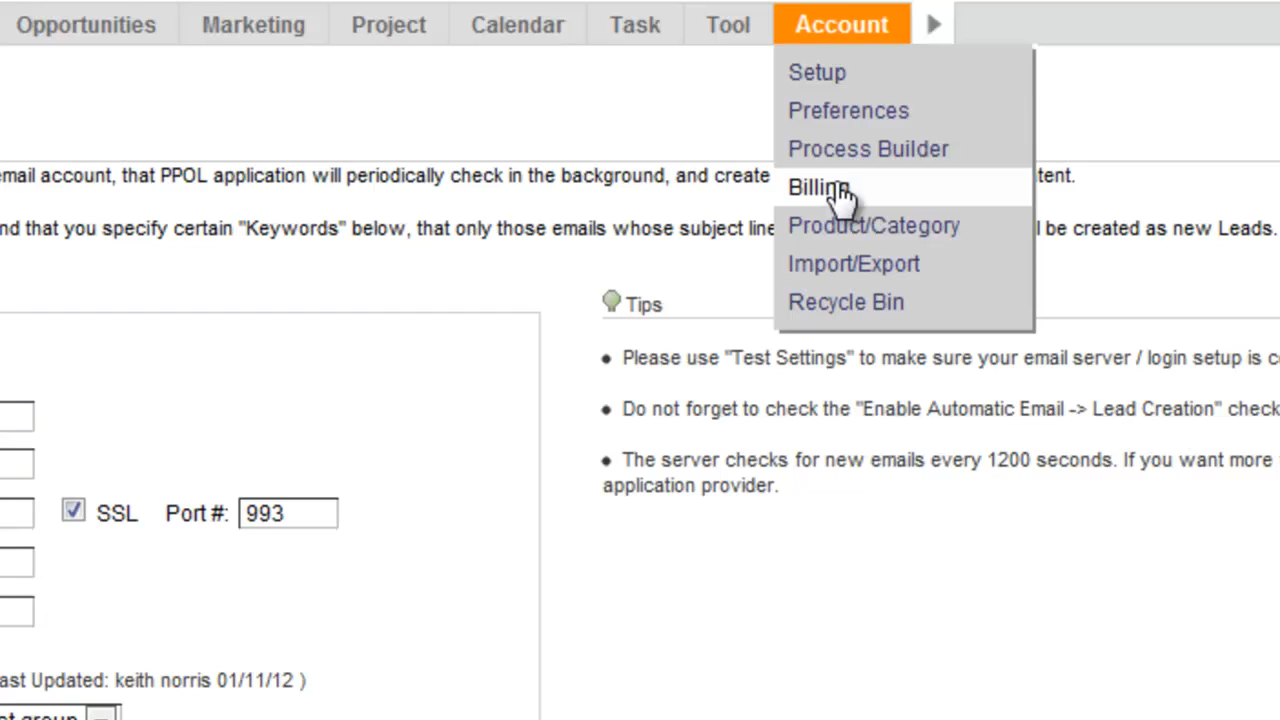 Opportunities Marketing Project Calendar Task Tool Account
Setup
Preferences
Process Builder
email account, that PPOL application will periodically check in the background, and create tent.
Billing
Product/Category
nd that you specify certain "Keywords" below, that only those emails whose subject line l be created as new Leads.
Import/Export
Recycle Bin
Tips
• Please use "Test Settings" to make sure your email server / login setup is c
• Do not forget to check the "Enable Automatic Email -> Lead Creation" check
• The server checks for new emails every 1200 seconds. If you want more
application provider.
SSL Port #: 993
ast Updated: keith norris 01/11/12 )
st group